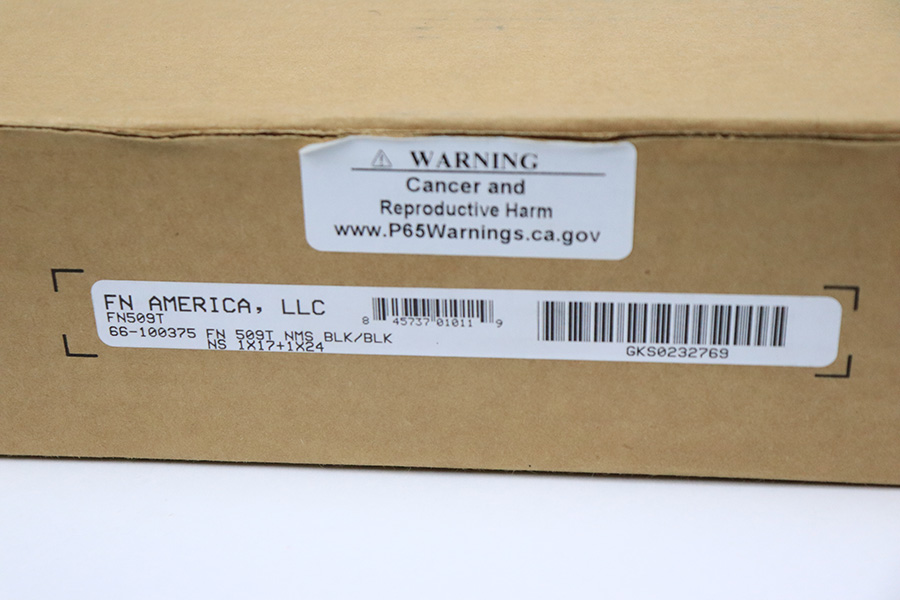 ⚠ WARNING
Cancer and
Reproductive Harm
www.P65Warnings.ca.gov
FN AMERICA, LLC
FN509T
66-100375 FN 509T NMS BLK/BLK
NS 1X17+1X24
8 45737 01011 9
GKS0232769